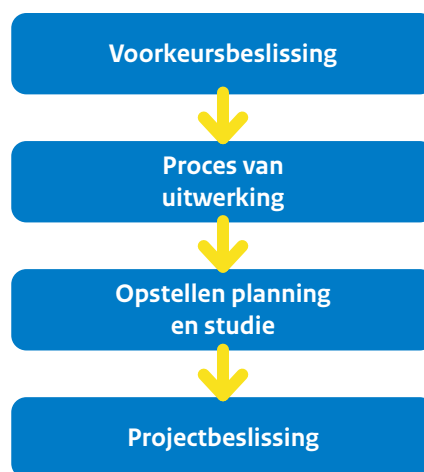 Voorkeursbeslissing
Proces van
uitwerking
Opstellen planning
en studie
Projectbeslissing